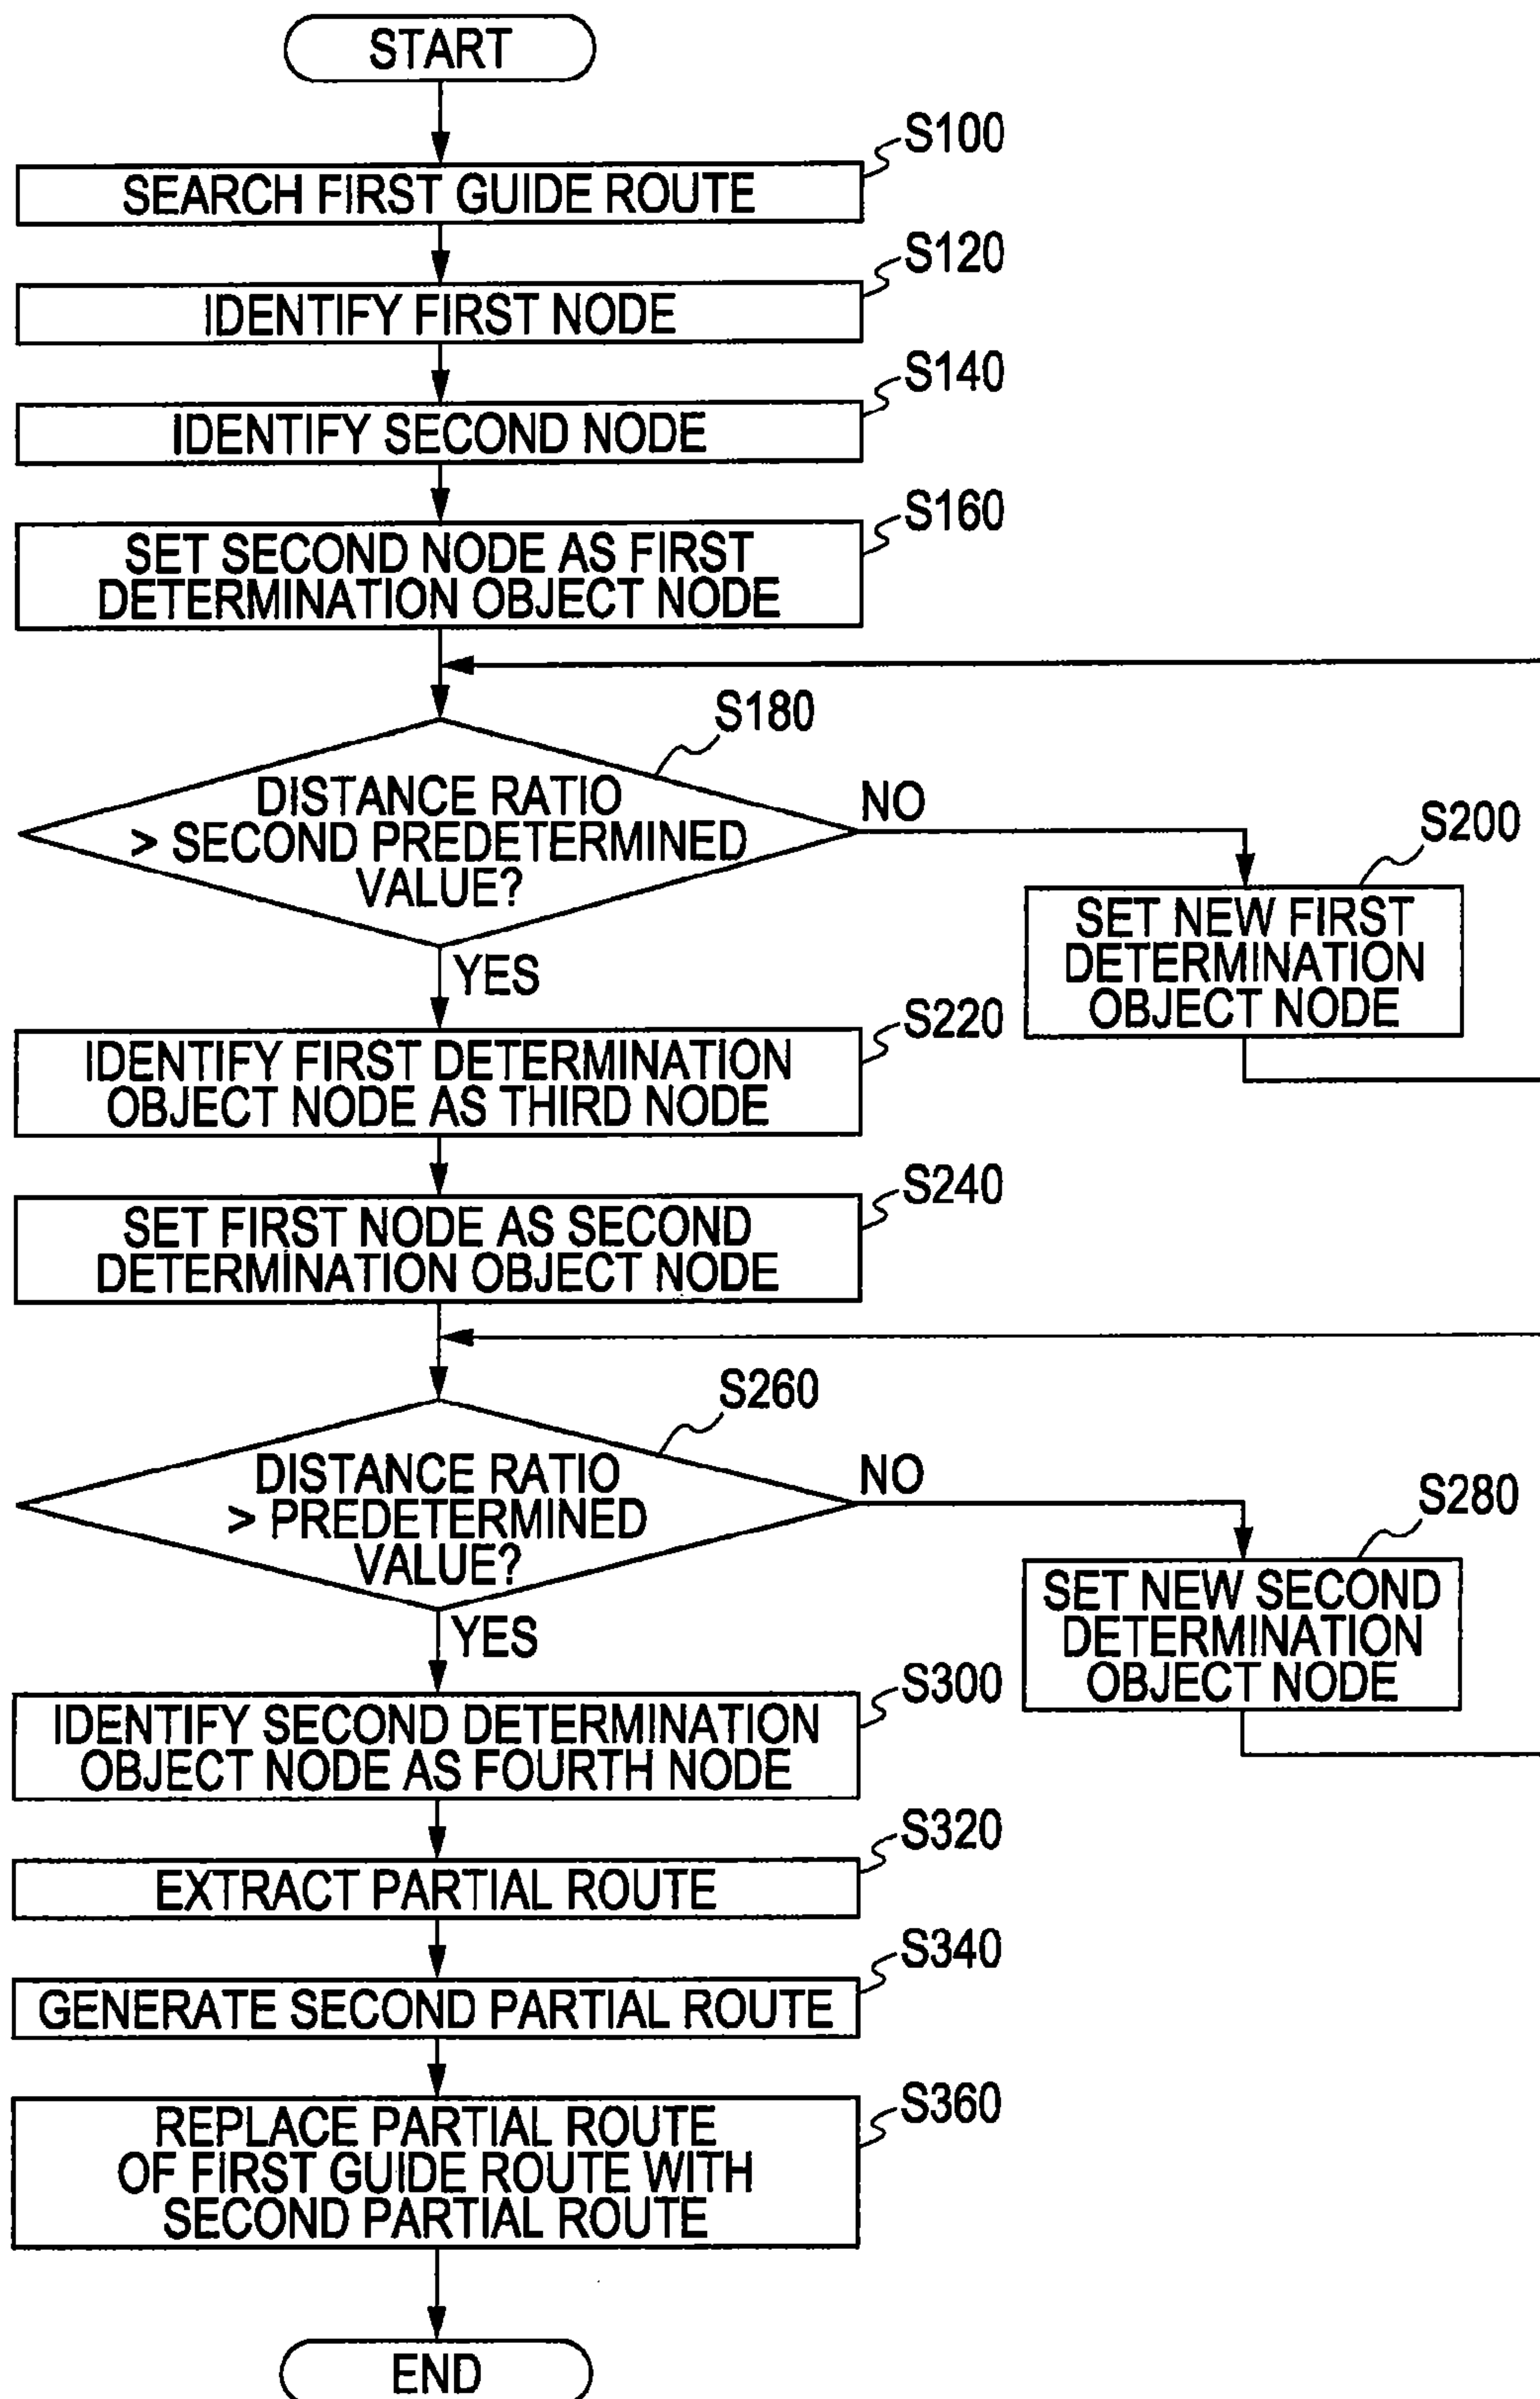 START
S100
SEARCH FIRST GUIDE ROUTE
S120
IDENTIFY FIRST NODE
S140
IDENTIFY SECOND NODE
S160
SET SECOND NODE AS FIRST
DETERMINATION OBJECT NODE
S180
DISTANCE RATIO
> SECOND PREDETERMINED
VALUE?
NO
S200
SET NEW FIRST
DETERMINATION
OBJECT NODE
YES
S220
IDENTIFY FIRST DETERMINATION
OBJECT NODE AS THIRD NODE
S240
SET FIRST NODE AS SECOND
DETERMINATION OBJECT NODE
S260
DISTANCE RATIO
> PREDETERMINED
VALUE?
NO
S280
SET NEW SECOND
DETERMINATION
OBJECT NODE
YES
S300
IDENTIFY SECOND DETERMINATION
OBJECT NODE AS FOURTH NODE
S320
EXTRACT PARTIAL ROUTE
S340
GENERATE SECOND PARTIAL ROUTE
S360
REPLACE PARTIAL ROUTE
OF FIRST GUIDE ROUTE WITH
SECOND PARTIAL ROUTE
END